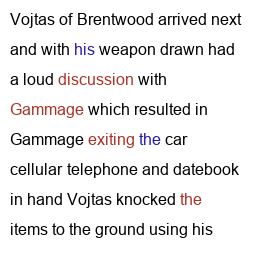 Vojtas of Brentwood arrived next
and with his weapon drawn had
a loud discussion with
Gammage which resulted in
Gammage exiting the car
cellular telephone and datebook
in hand Vojtas knocked the
items to the ground using his